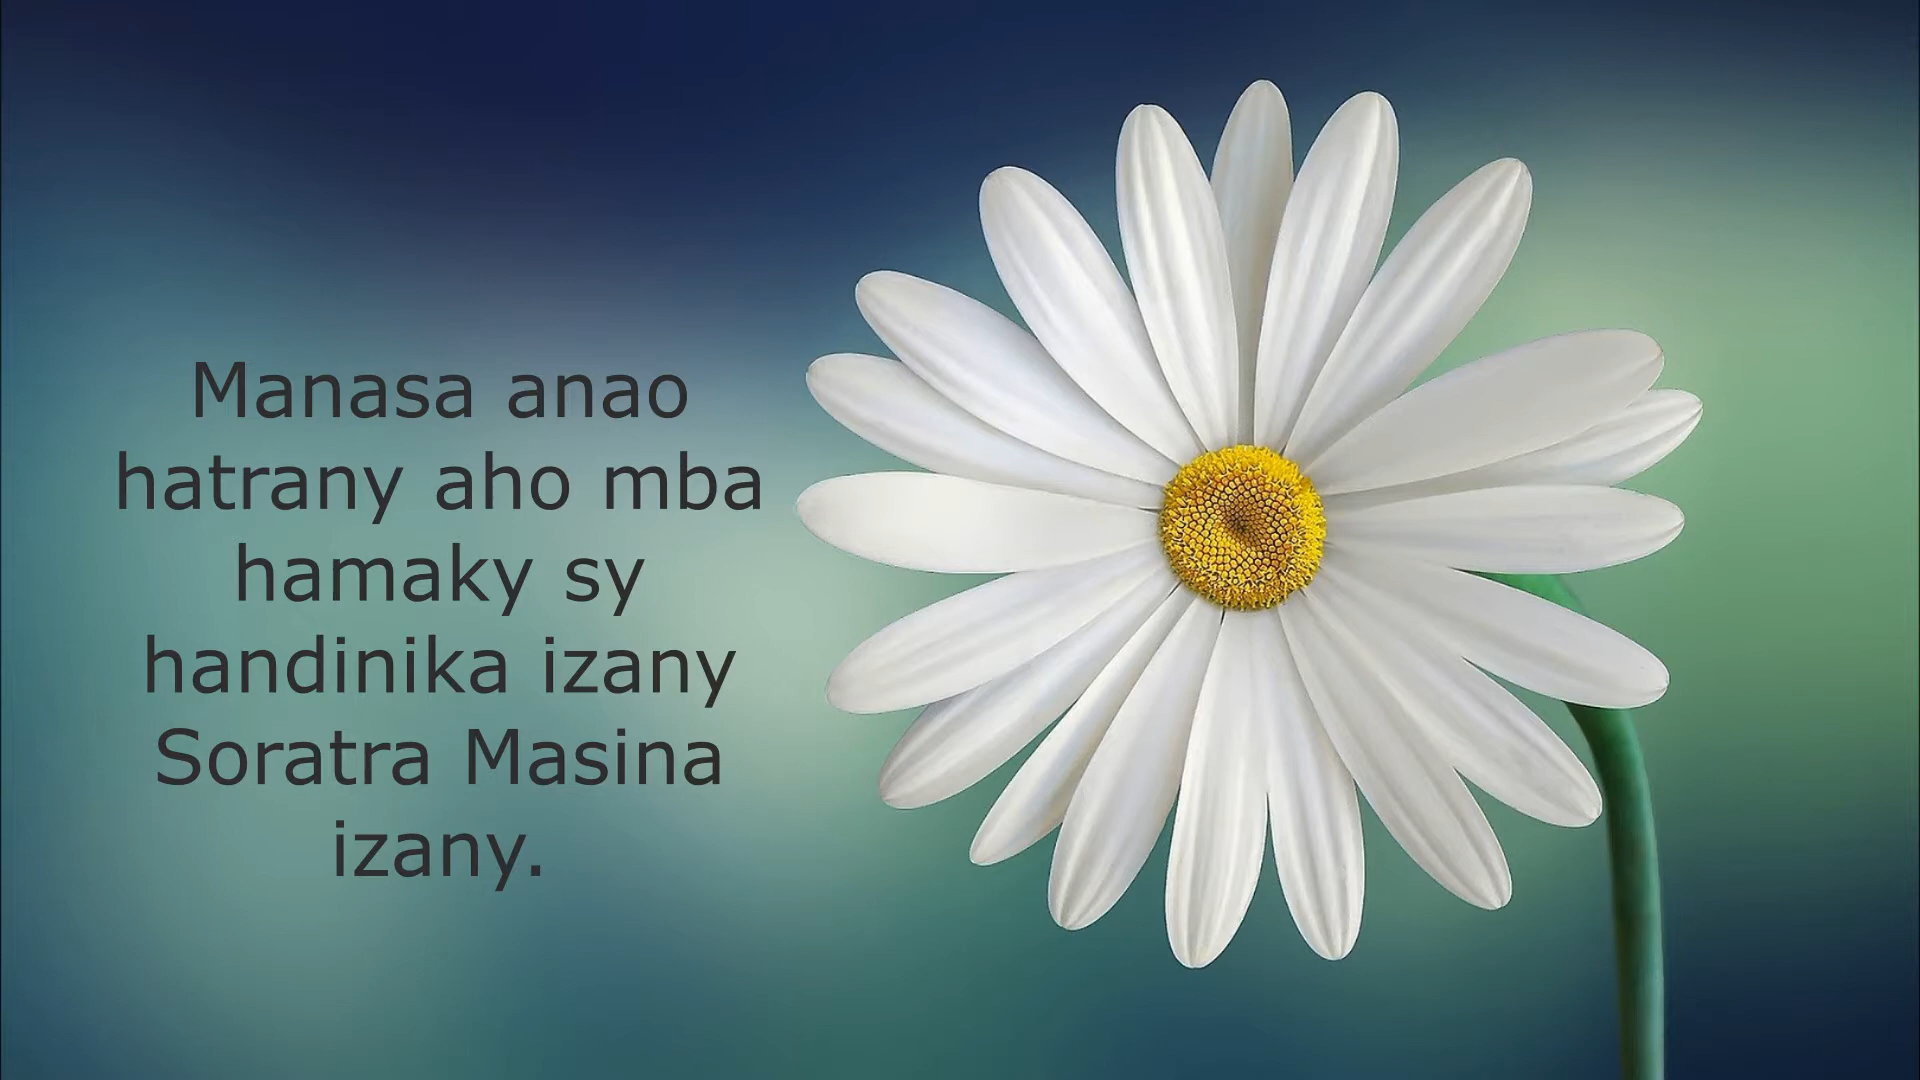 Manasa anao
hatrany aho mba
hamaky sy
handinika izany
Soratra Masina
izany.